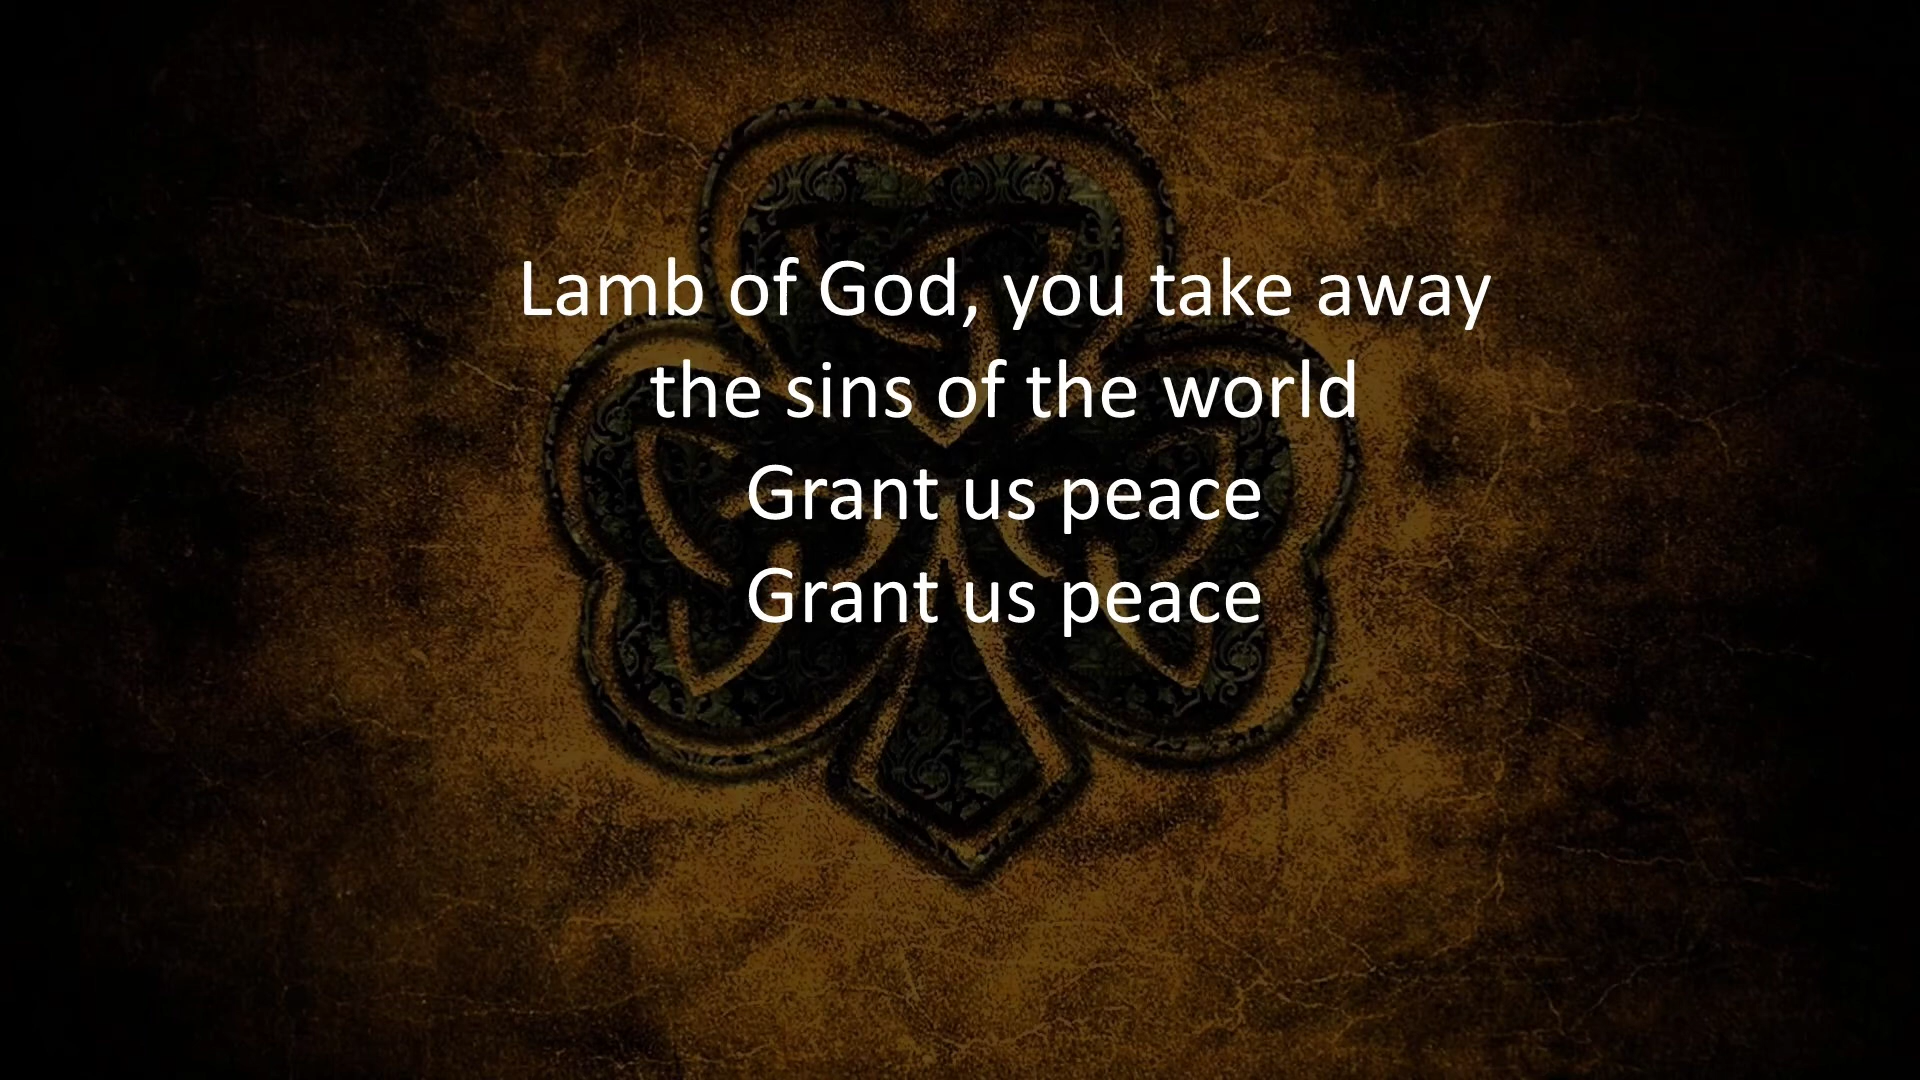 Lamb of God, you take away
the sins of the world
Grant us peace
Grant us peace